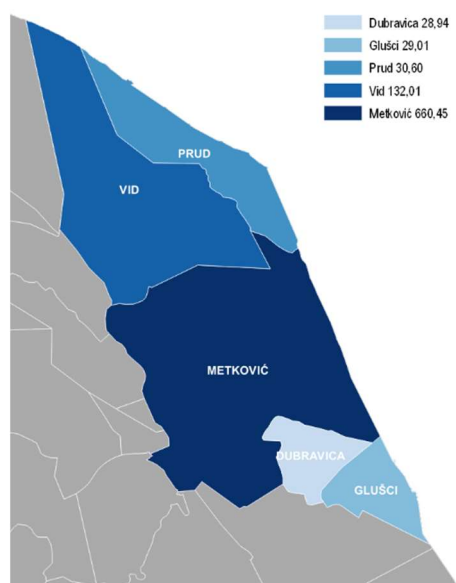 Dubravica 28,94
Glušci 29,01
Prud 30,60
Vid 132,01
Metković 660,45
PRUD
VID
METKOVIĆ
DUBRAVICA
GLUŠCI